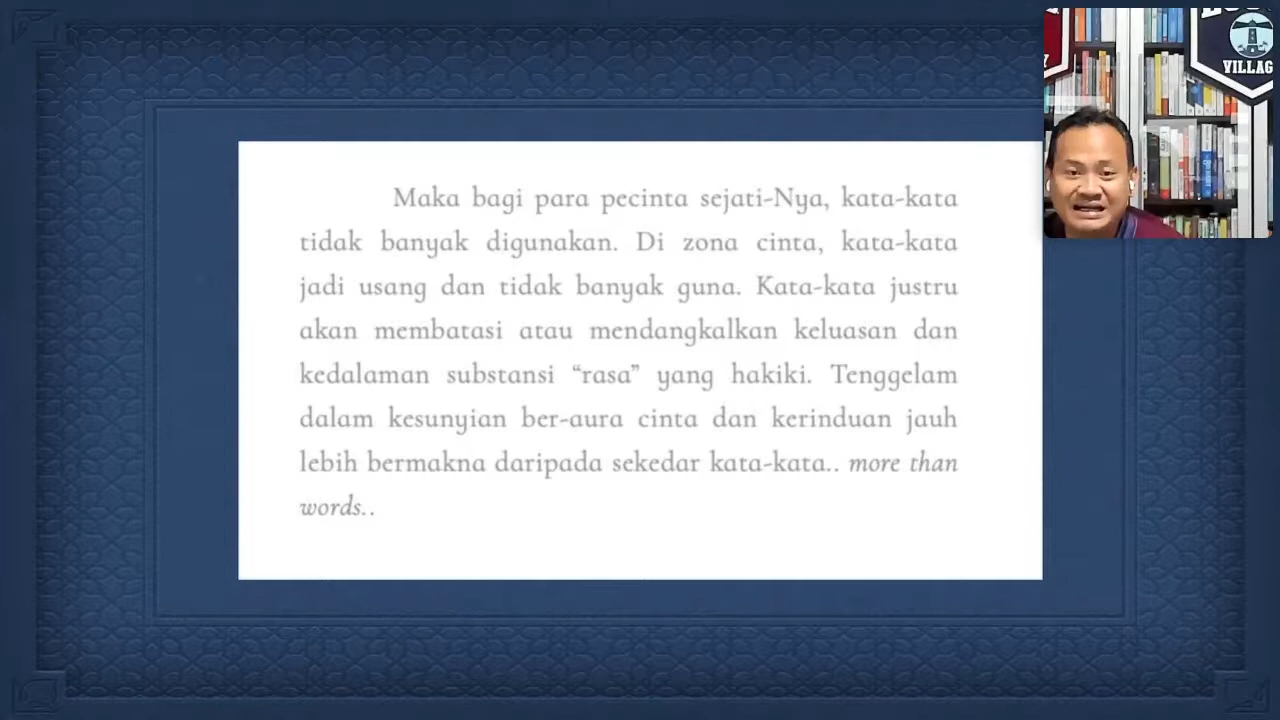 Maka bagi para pecinta sejati-Nya, kata-kata
tidak banyak digunakan. Di zona cinta, kata-kata
jadi usang dan tidak banyak guna. Kata-kata justru
akan membatasi atau mendangkalkan keluasan dan
kedalaman substansi “rasa” yang hakiki. Tenggelam
dalam kesunyian ber-aura cinta dan kerinduan jauh
lebih bermakna daripada sekedar kata-kata.. more than
words..
VILLAG